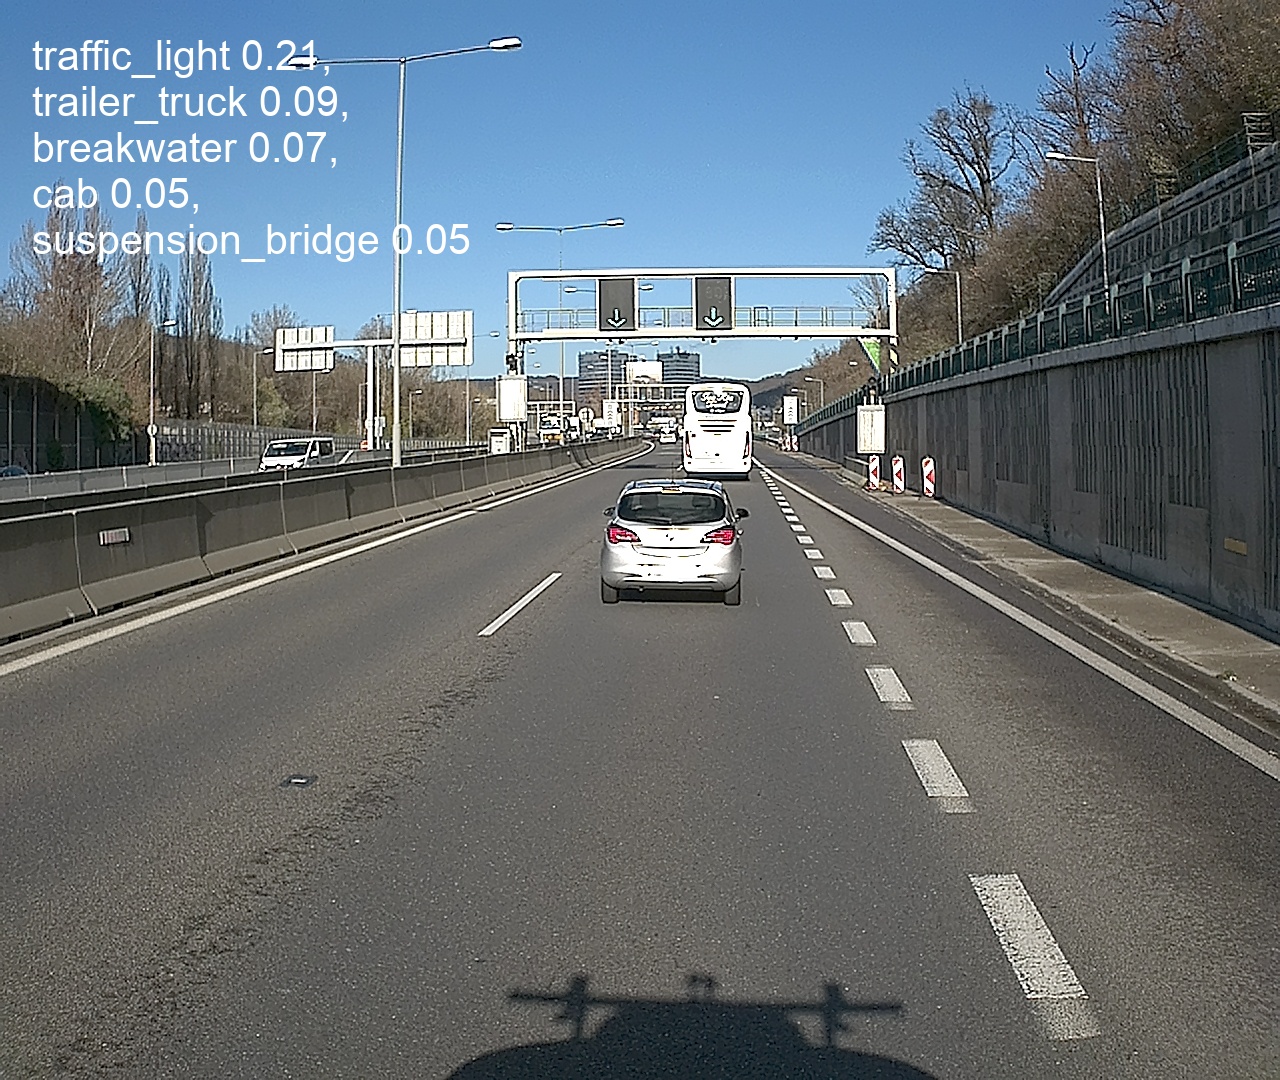 traffic_light 0.21,
trailer_truck 0.09,
breakwater 0.07,
cab 0.05,
suspension_bridge 0.05